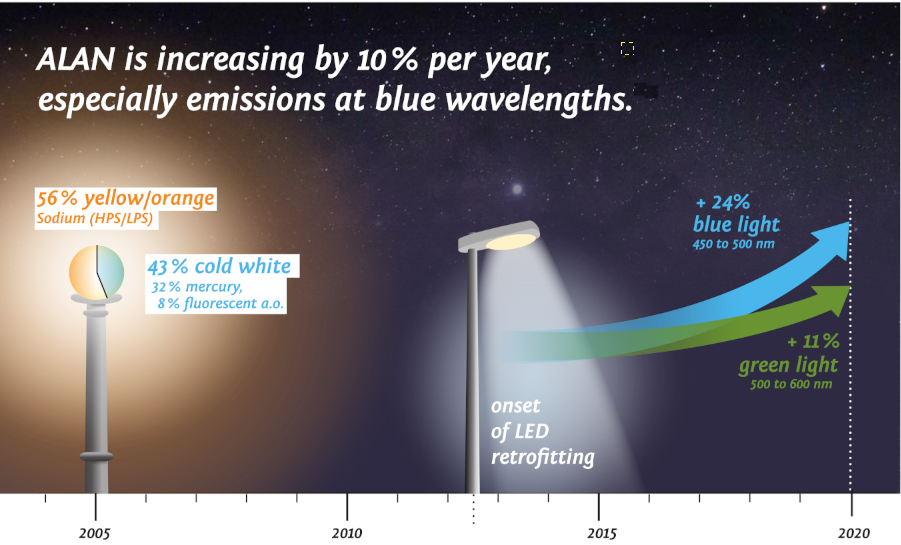 ALAN is increasing by 10% per year,
especially emissions at blue wavelengths.
56% yellow/orange
Sodium (HPS/LPS)
43% cold white
32% mercury,
8% fluorescent a.o.
+ 24%
blue light
450 to 500 nm
+ 11%
green light
500 to 600 nm
onset
of LED
retrofitting
2005 2010 2015 2020